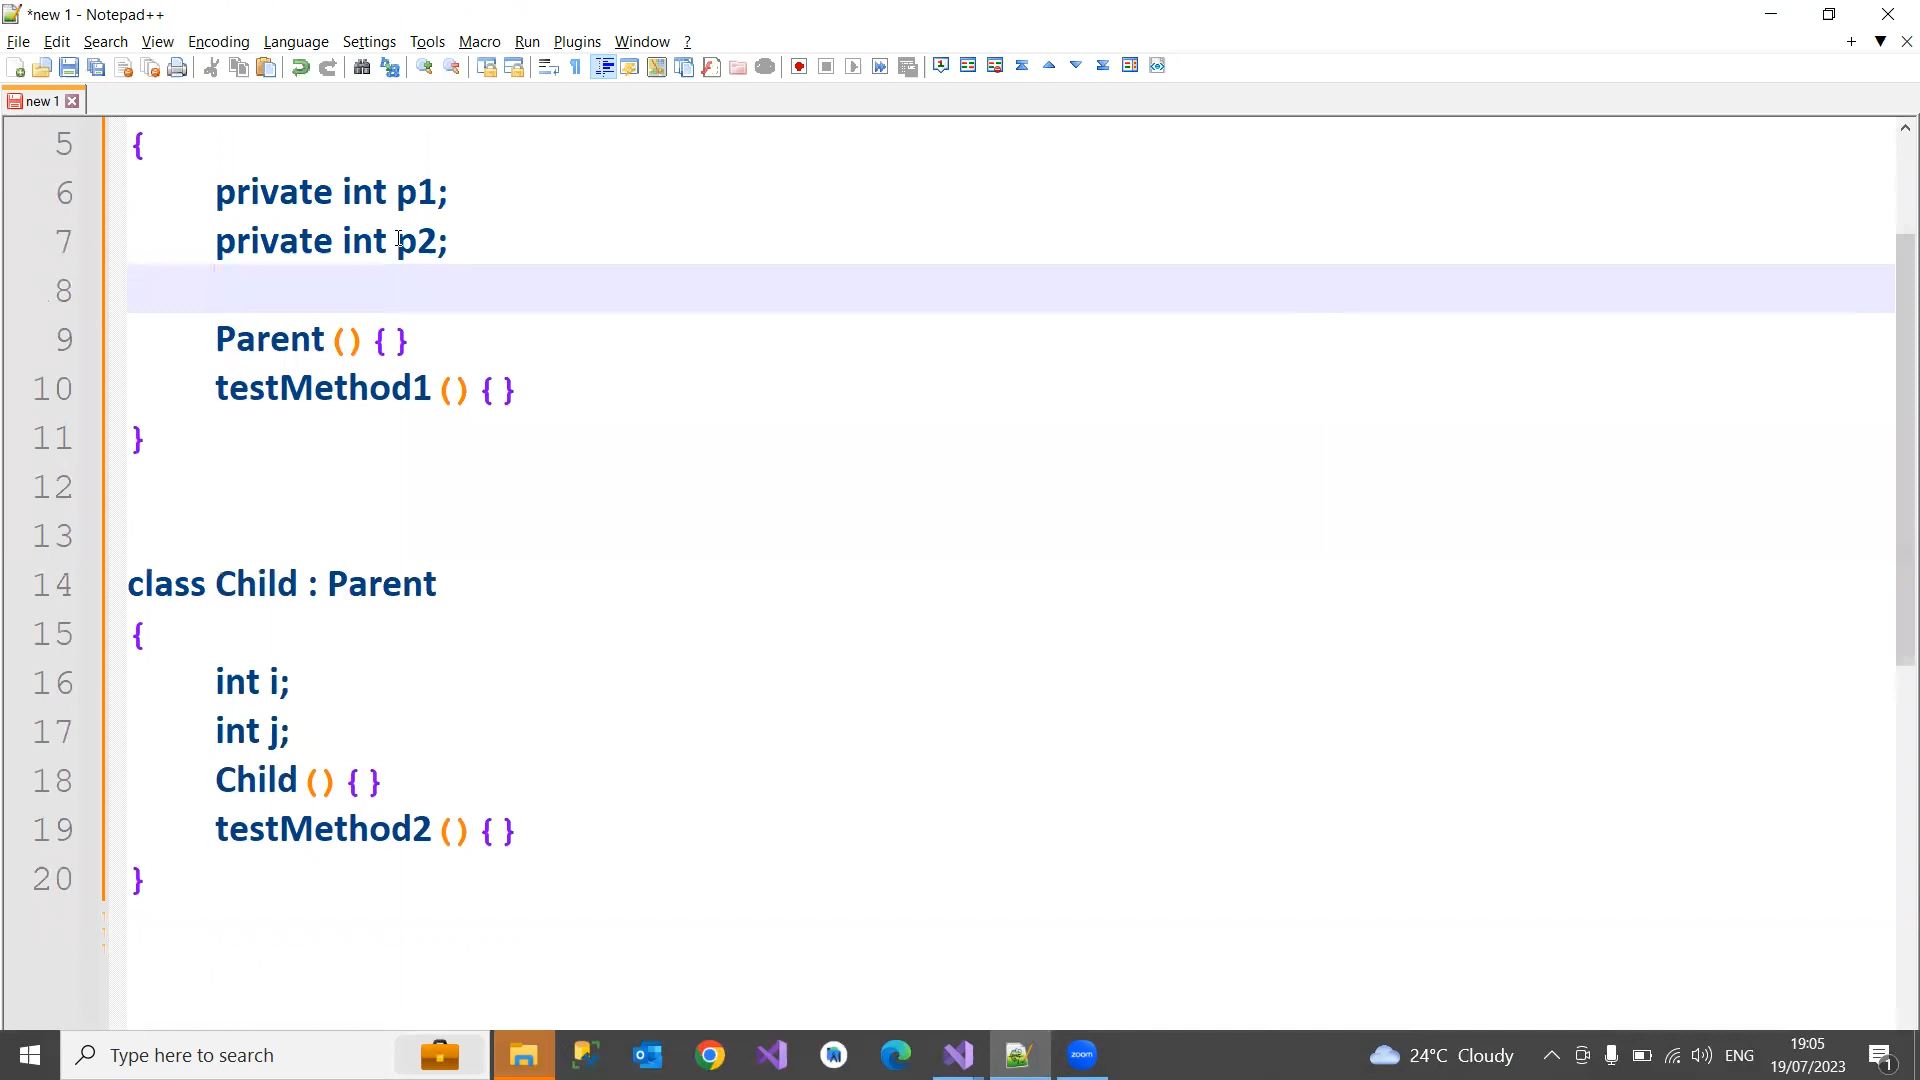 *new 1 - Notepad++
File Edit Search View Encoding Language Settings Tools Macro Run Plugins Window ?
new 1
5 {
6 private int p1;
7 private int p2;
8
9 Parent () { }
10 testMethod1 () { }
11 }
12
13
14 class Child : Parent
15 {
16 int i;
17 int j;
18 Child () { }
19 testMethod2 () { }
20 }
Type here to search
zoom
24°C Cloudy
ENG
19:05
19/07/2023
1